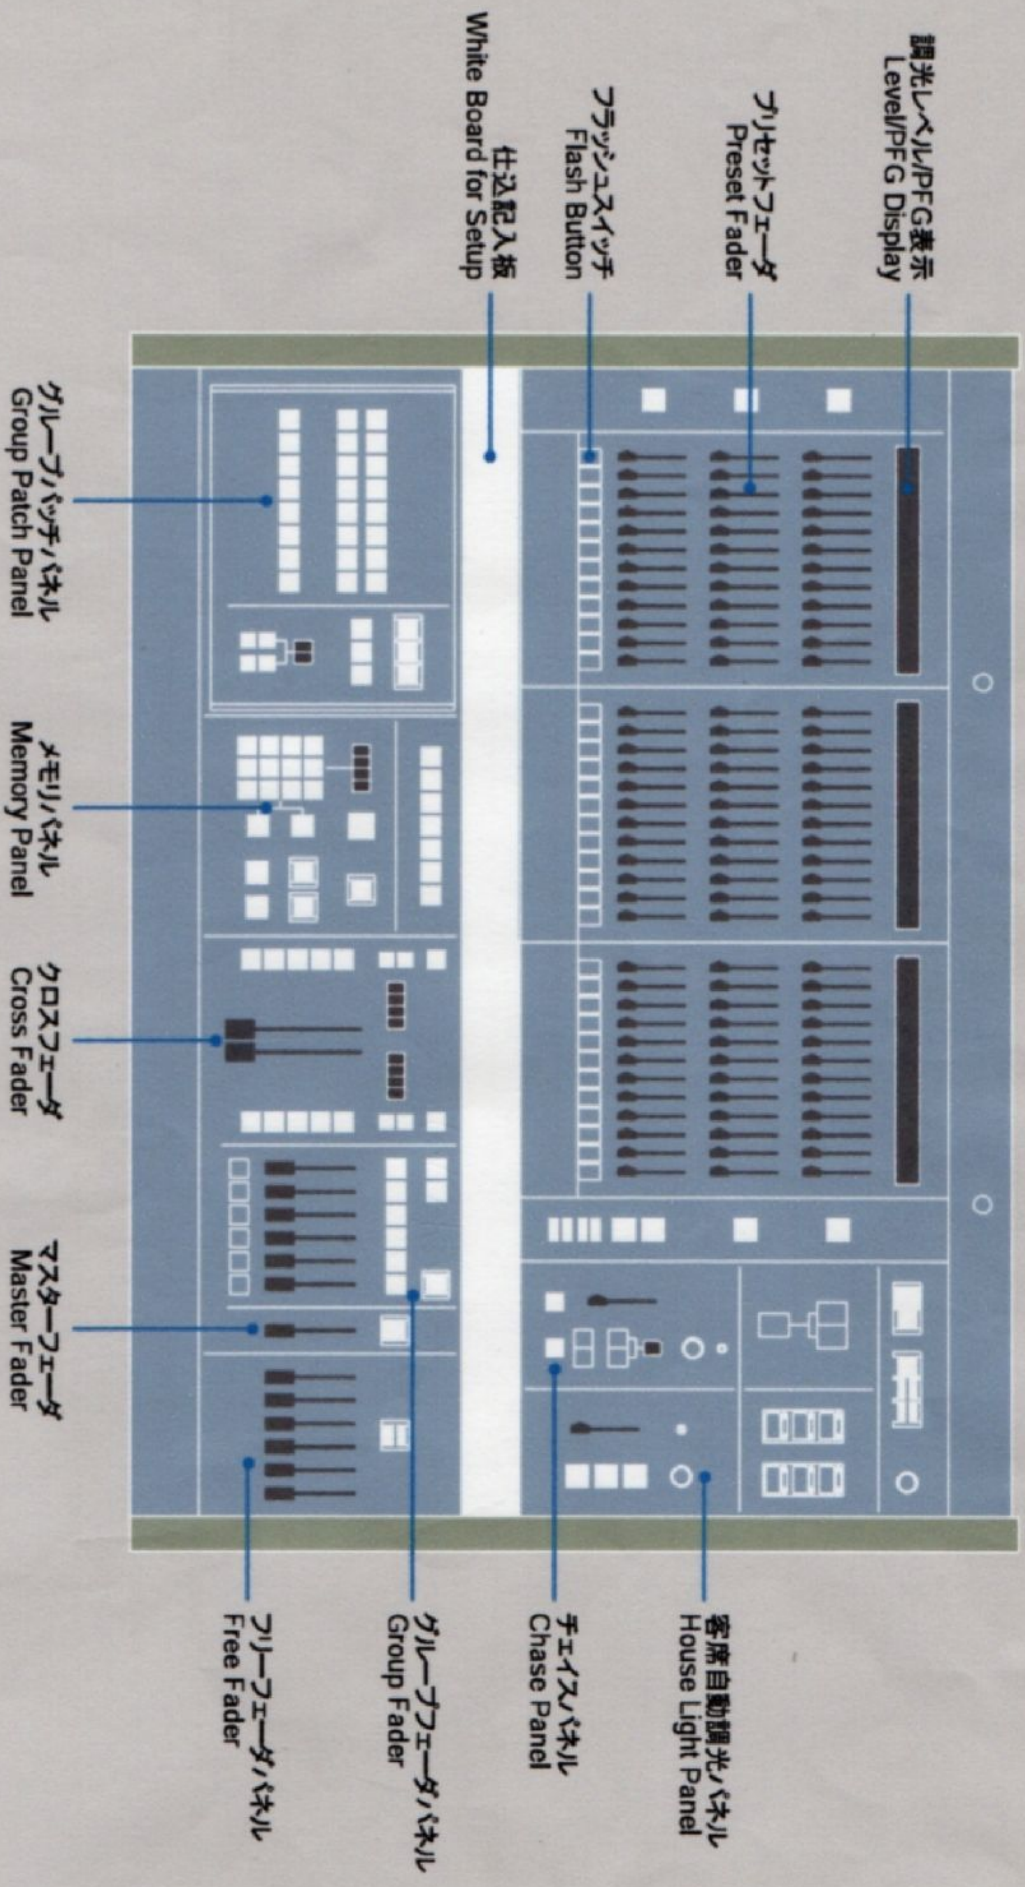 調光レベル/PFG表示
Level/PFG Display
プリセットフェーダ
Preset Fader
フラッシュスイッチ
Flash Button
仕込記入板
White Board for Setup
グループパッチパネル
Group Patch Panel
メモリパネル
Memory Panel
クロスフェーダ
Cross Fader
マスターフェーダ
Master Fader
客席自動調光パネル
House Light Panel
チェイスパネル
Chase Panel
グループフェーダパネル
Group Fader
フリーフェーダパネル
Free Fader